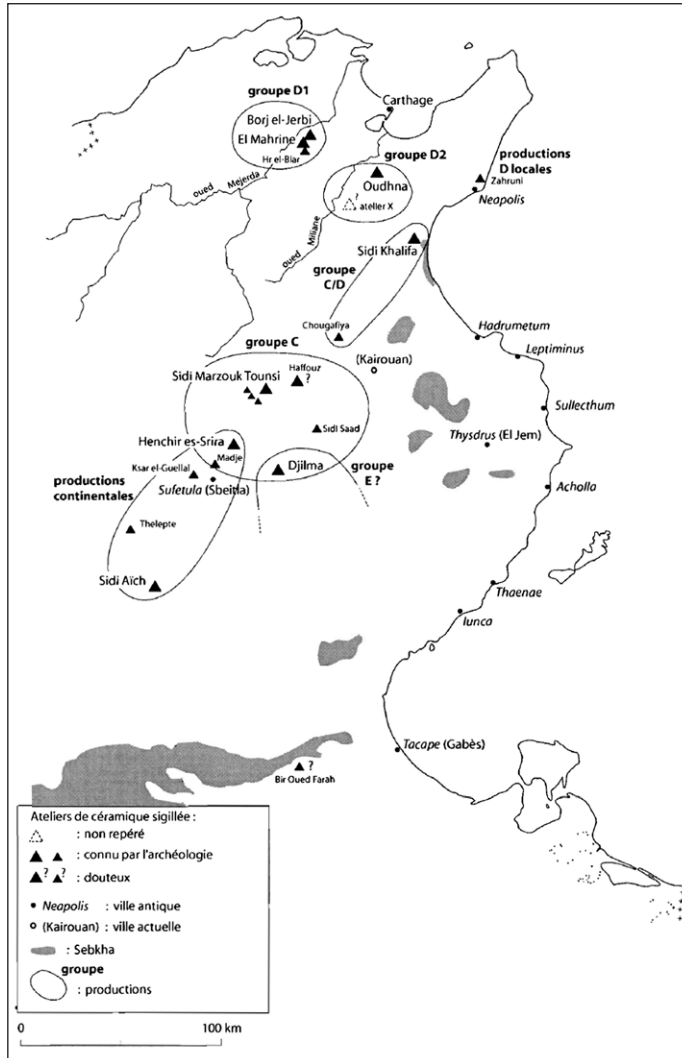 groupe D1
Borj el-Jerbi
El Mahrine
Hr el-Biar
oued Mejerda
Carthage
groupe D2
Oudhna
?
atelier X
oued Miliane
productions
D locales
Zahruni
Neapolis
Sidi Khalifa
groupe
C/D
Chougafiya
groupe C
(Kairouan)
Hadrumetum
Leptiminus
Sidi Marzouk Tounsi
Haffouz
?
Sullecthum
Sidi Saad
Henchir es-Srira
Thysdrus (El Jem)
Madje
Djilma
groupe
E ?
Ksar el-Guellal
productions
continentales
Sufetula (Sbeitla)
Acholla
Thelepte
Sidi Aïch
Thaenae
Iunca
Tacape (Gabès)
?
Bir Oued Farah
Ateliers de céramique sigillée :
: non repéré
: connu par l'archéologie
? ? : douteux
Neapolis : ville antique
(Kairouan) : ville actuelle
: Sebkha
groupe
: productions
0 100 km